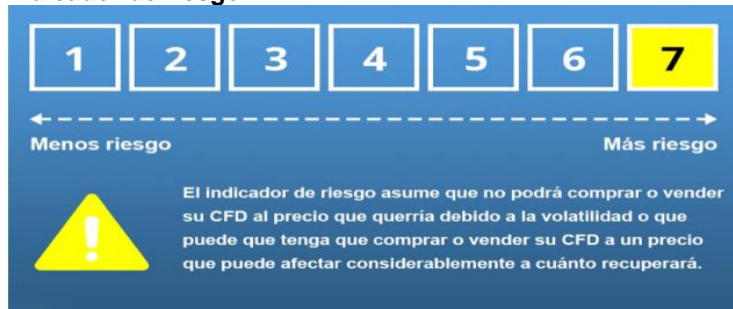 1 2 3 4 5 6 7
Menos riesgo Más riesgo
El indicador de riesgo asume que no podrá comprar o vender
su CFD al precio que querría debido a la volatilidad o que
puede que tenga que comprar o vender su CFD a un precio
que puede afectar considerablemente a cuánto recuperará.